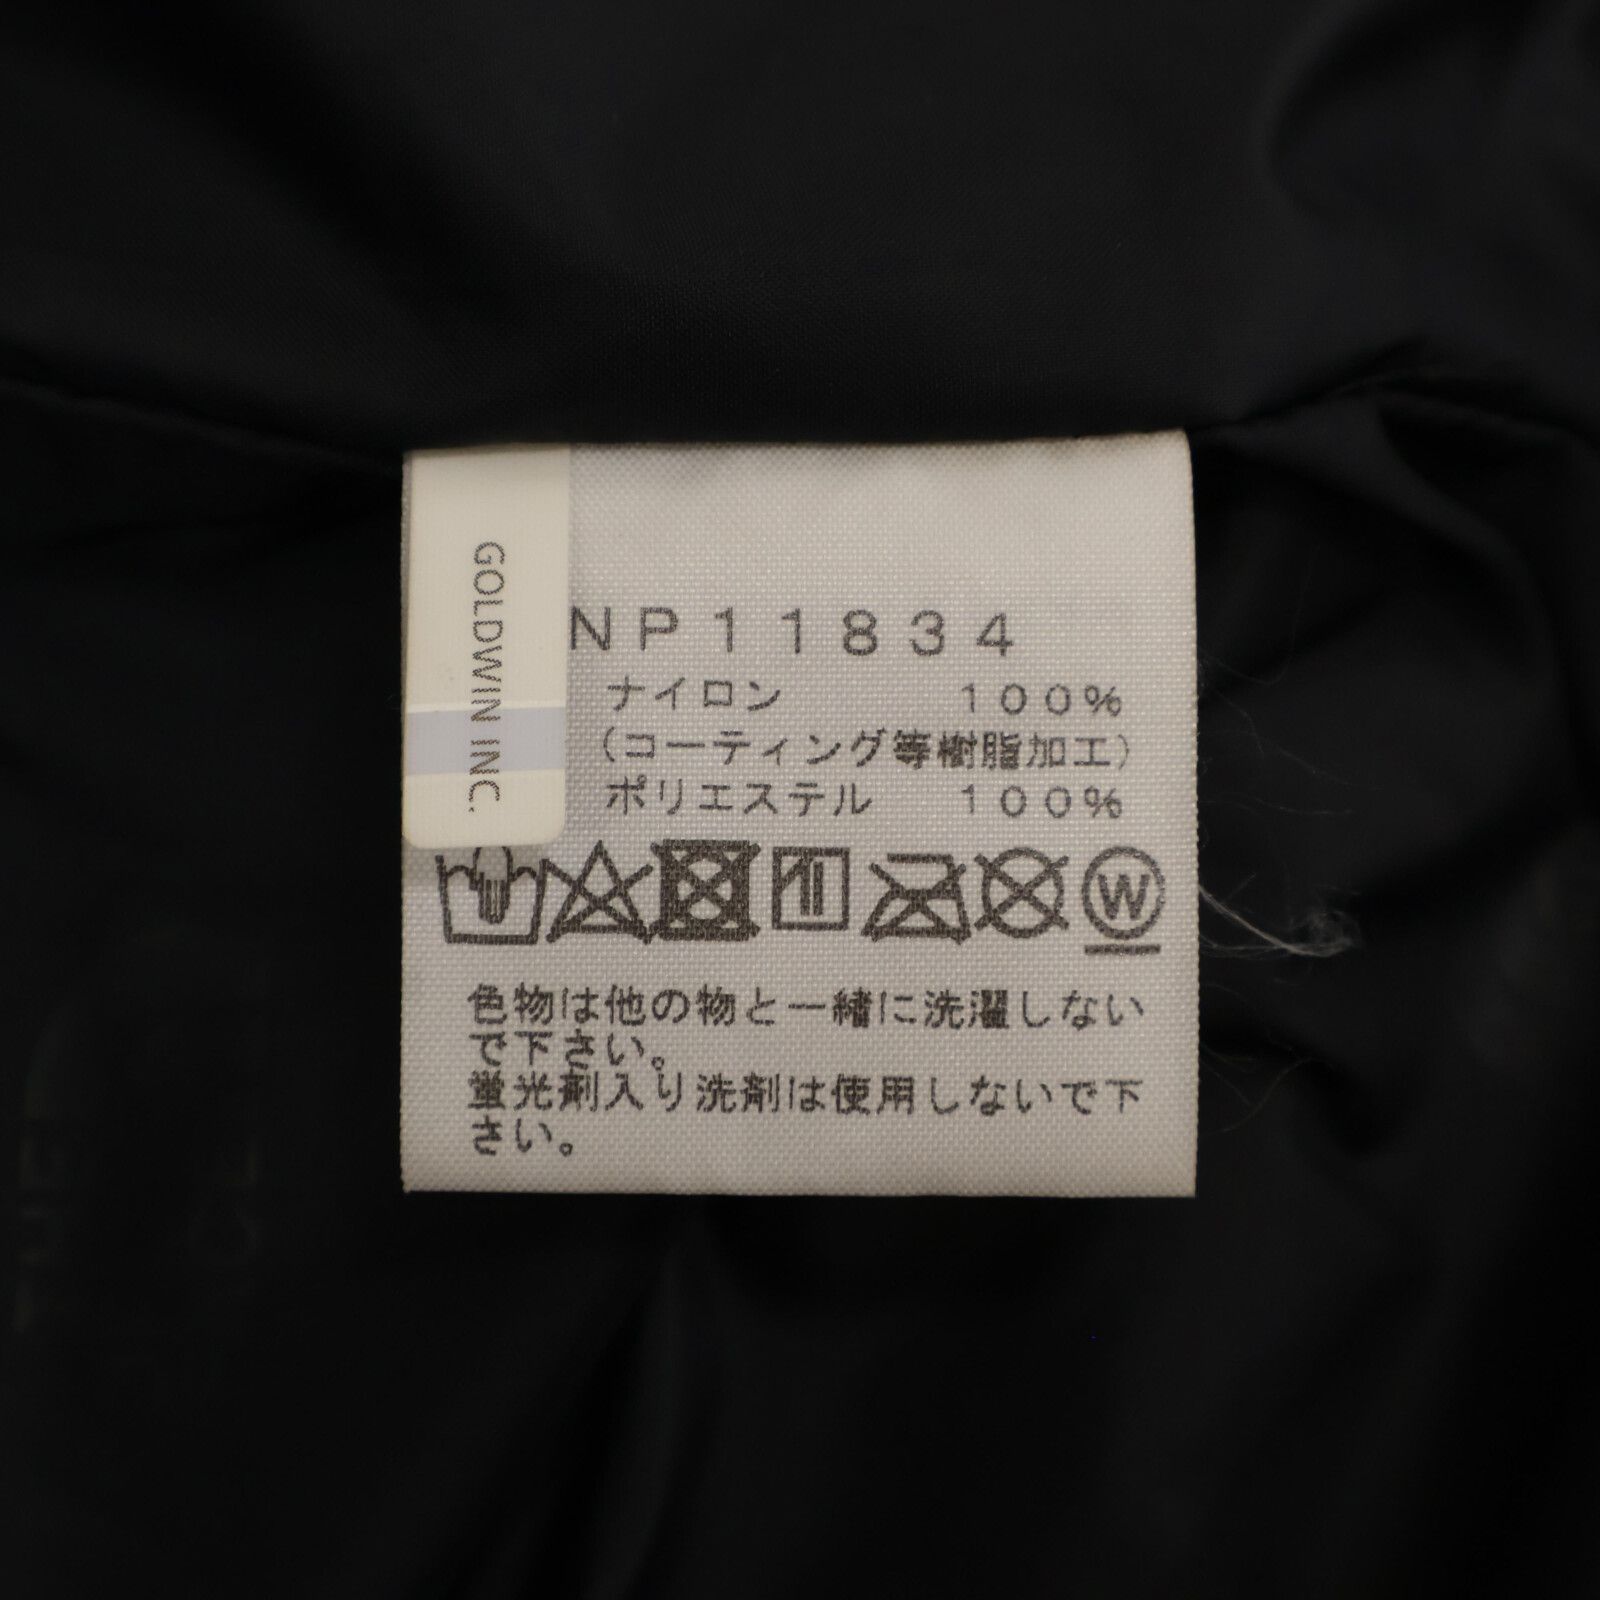 GOLDWIN INC.
NP11834
ナイロン 100%
(コーティング等樹脂加工)
ポリエステル 100%
W
色物は他の物と一緒に洗濯しない
で下さい。
蛍光剤入り洗剤は使用しないで下
さい。